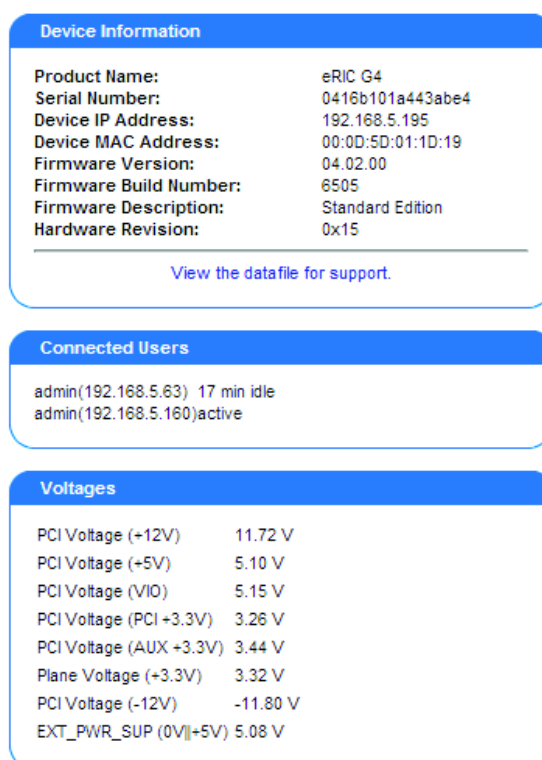 Device Information
Product Name: eRIC G4
Serial Number: 0416b101a443abe4
Device IP Address: 192.168.5.195
Device MAC Address: 00:0D:5D:01:1D:19
Firmware Version: 04.02.00
Firmware Build Number: 6505
Firmware Description: Standard Edition
Hardware Revision: 0x15
View the datafile for support.
Connected Users
admin(192.168.5.63) 17 min idle
admin(192.168.5.160)active
Voltages
PCI Voltage (+12V) 11.72 V
PCI Voltage (+5V) 5.10 V
PCI Voltage (VIO) 5.15 V
PCI Voltage (PCI +3.3V) 3.26 V
PCI Voltage (AUX +3.3V) 3.44 V
Plane Voltage (+3.3V) 3.32 V
PCI Voltage (-12V) -11.80 V
EXT_PWR_SUP (0V||+5V) 5.08 V